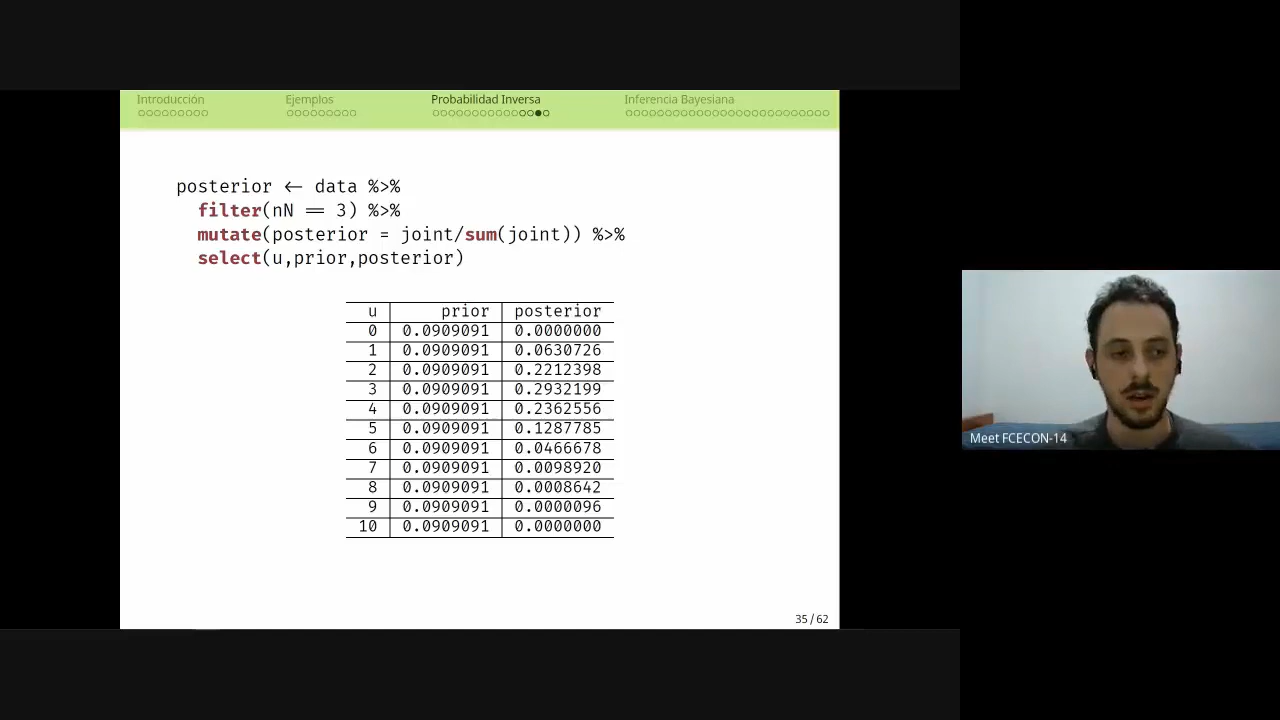 Introducción Ejemplos Probabilidad Inversa Inferencia Bayesiana
posterior ← data %>%
filter(nN == 3) %>%
mutate(posterior = joint/sum(joint)) %>%
select(u,prior,posterior)
u prior posterior
0 0.0909091 0.0000000
1 0.0909091 0.0630726
2 0.0909091 0.2212398
3 0.0909091 0.2932199
4 0.0909091 0.2362556
5 0.0909091 0.1287785
6 0.0909091 0.0466678
7 0.0909091 0.0098920
8 0.0909091 0.0008642
9 0.0909091 0.0000096
10 0.0909091 0.0000000
35 / 62
Meet FCECON-14